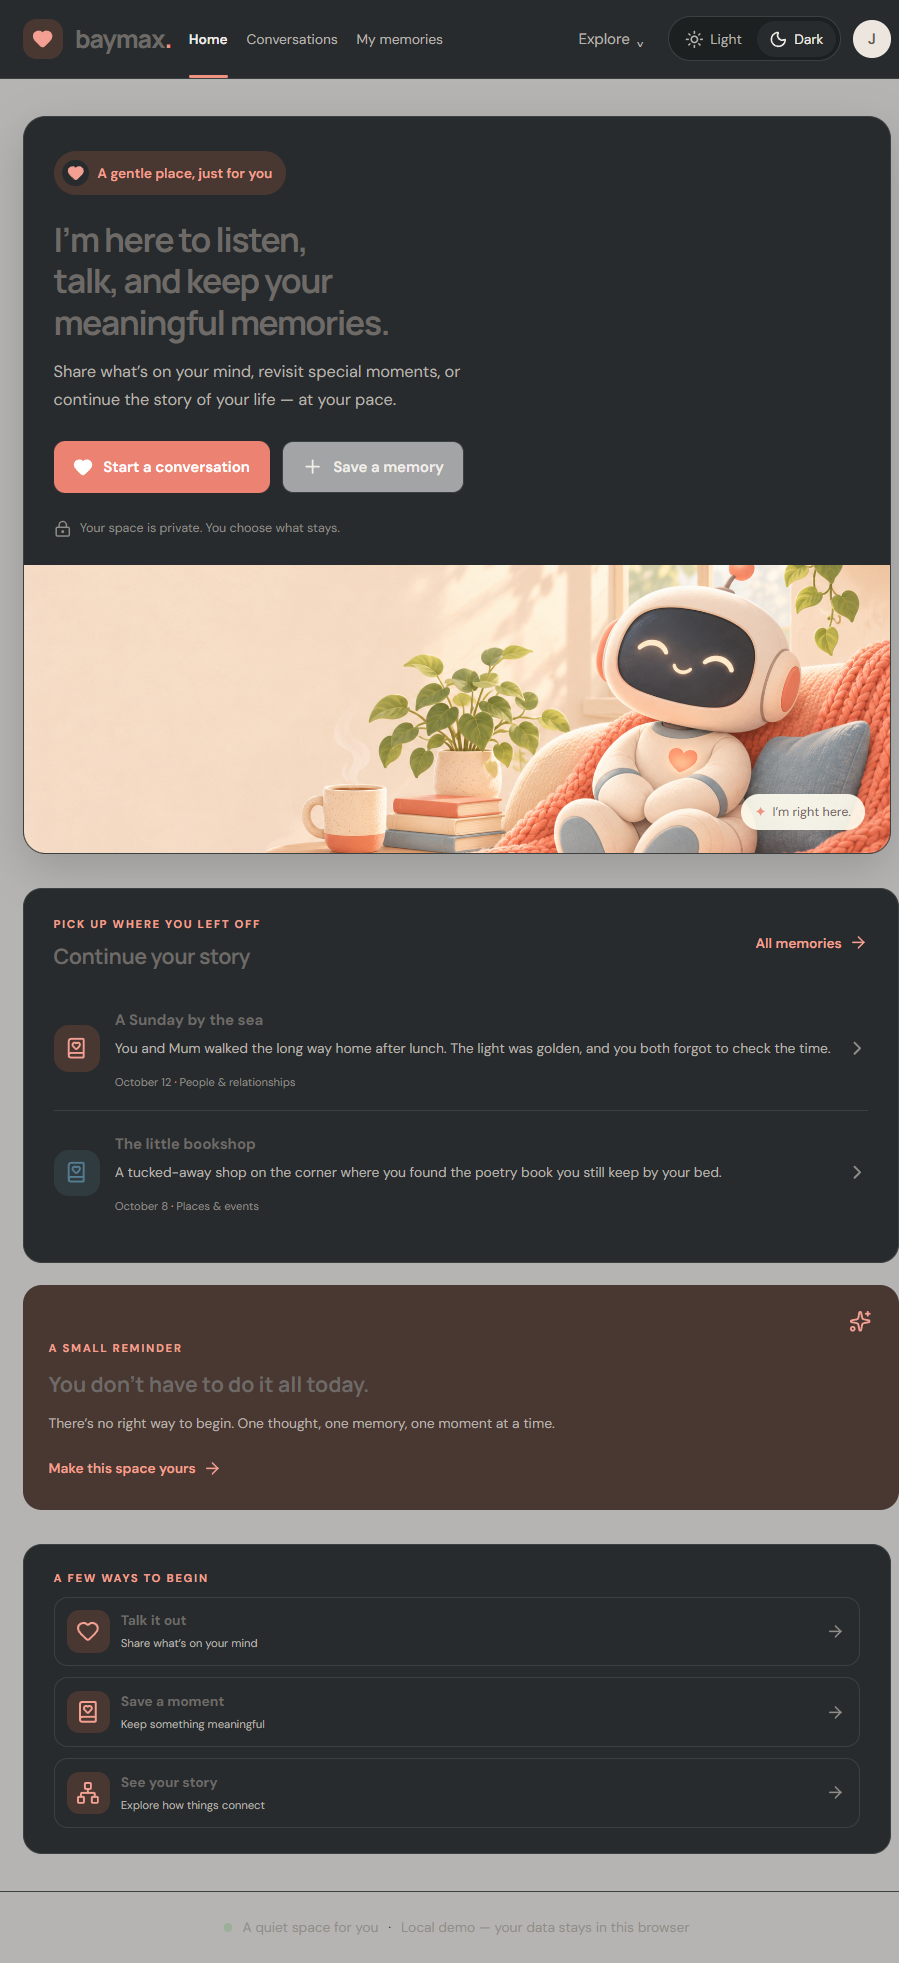 baymax.
Home
Conversations
My memories
Explore
Light
Dark
J
A gentle place, just for you
I’m here to listen,
talk, and keep your
meaningful memories.
Share what’s on your mind, revisit special moments, or
continue the story of your life — at your pace.
Start a conversation
Save a memory
Your space is private. You choose what stays.
I’m right here.
PICK UP WHERE YOU LEFT OFF
Continue your story
All memories
A Sunday by the sea
You and Mum walked the long way home after lunch. The light was golden, and you both forgot to check the time.
October 12 · People & relationships
The little bookshop
A tucked-away shop on the corner where you found the poetry book you still keep by your bed.
October 8 · Places & events
A SMALL REMINDER
You don’t have to do it all today.
There’s no right way to begin. One thought, one memory, one moment at a time.
Make this space yours
A FEW WAYS TO BEGIN
Talk it out
Share what’s on your mind
Save a moment
Keep something meaningful
See your story
Explore how things connect
A quiet space for you · Local demo — your data stays in this browser